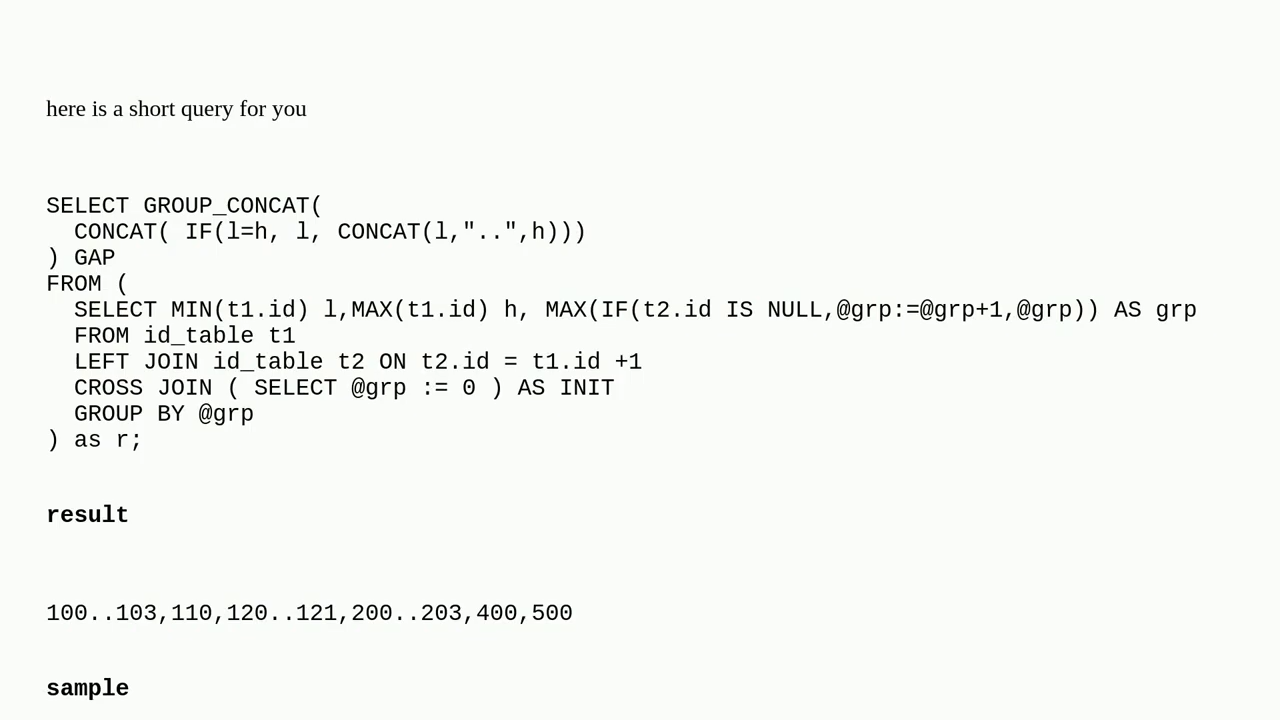 here is a short query for you
SELECT GROUP_CONCAT(
  CONCAT( IF(l=h, l, CONCAT(l,"..",h)))
) GAP
FROM (
  SELECT MIN(t1.id) l,MAX(t1.id) h, MAX(IF(t2.id IS NULL,@grp:=@grp+1,@grp)) AS grp
  FROM id_table t1
  LEFT JOIN id_table t2 ON t2.id = t1.id +1
  CROSS JOIN ( SELECT @grp := 0 ) AS INIT
  GROUP BY @grp
) as r;
result
100..103,110,120..121,200..203,400,500
sample